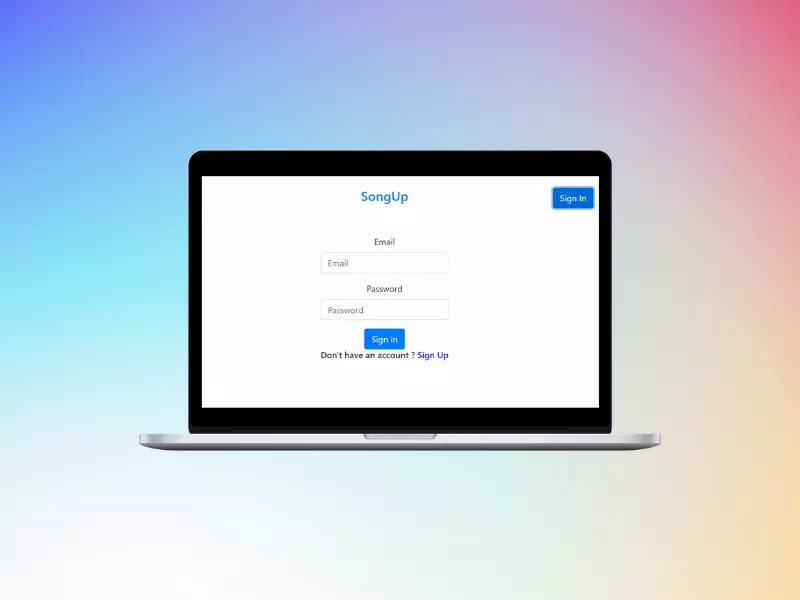 SongUp
Sign In
Email
Email
Password
Password
Sign In
Don't have an account ? Sign Up